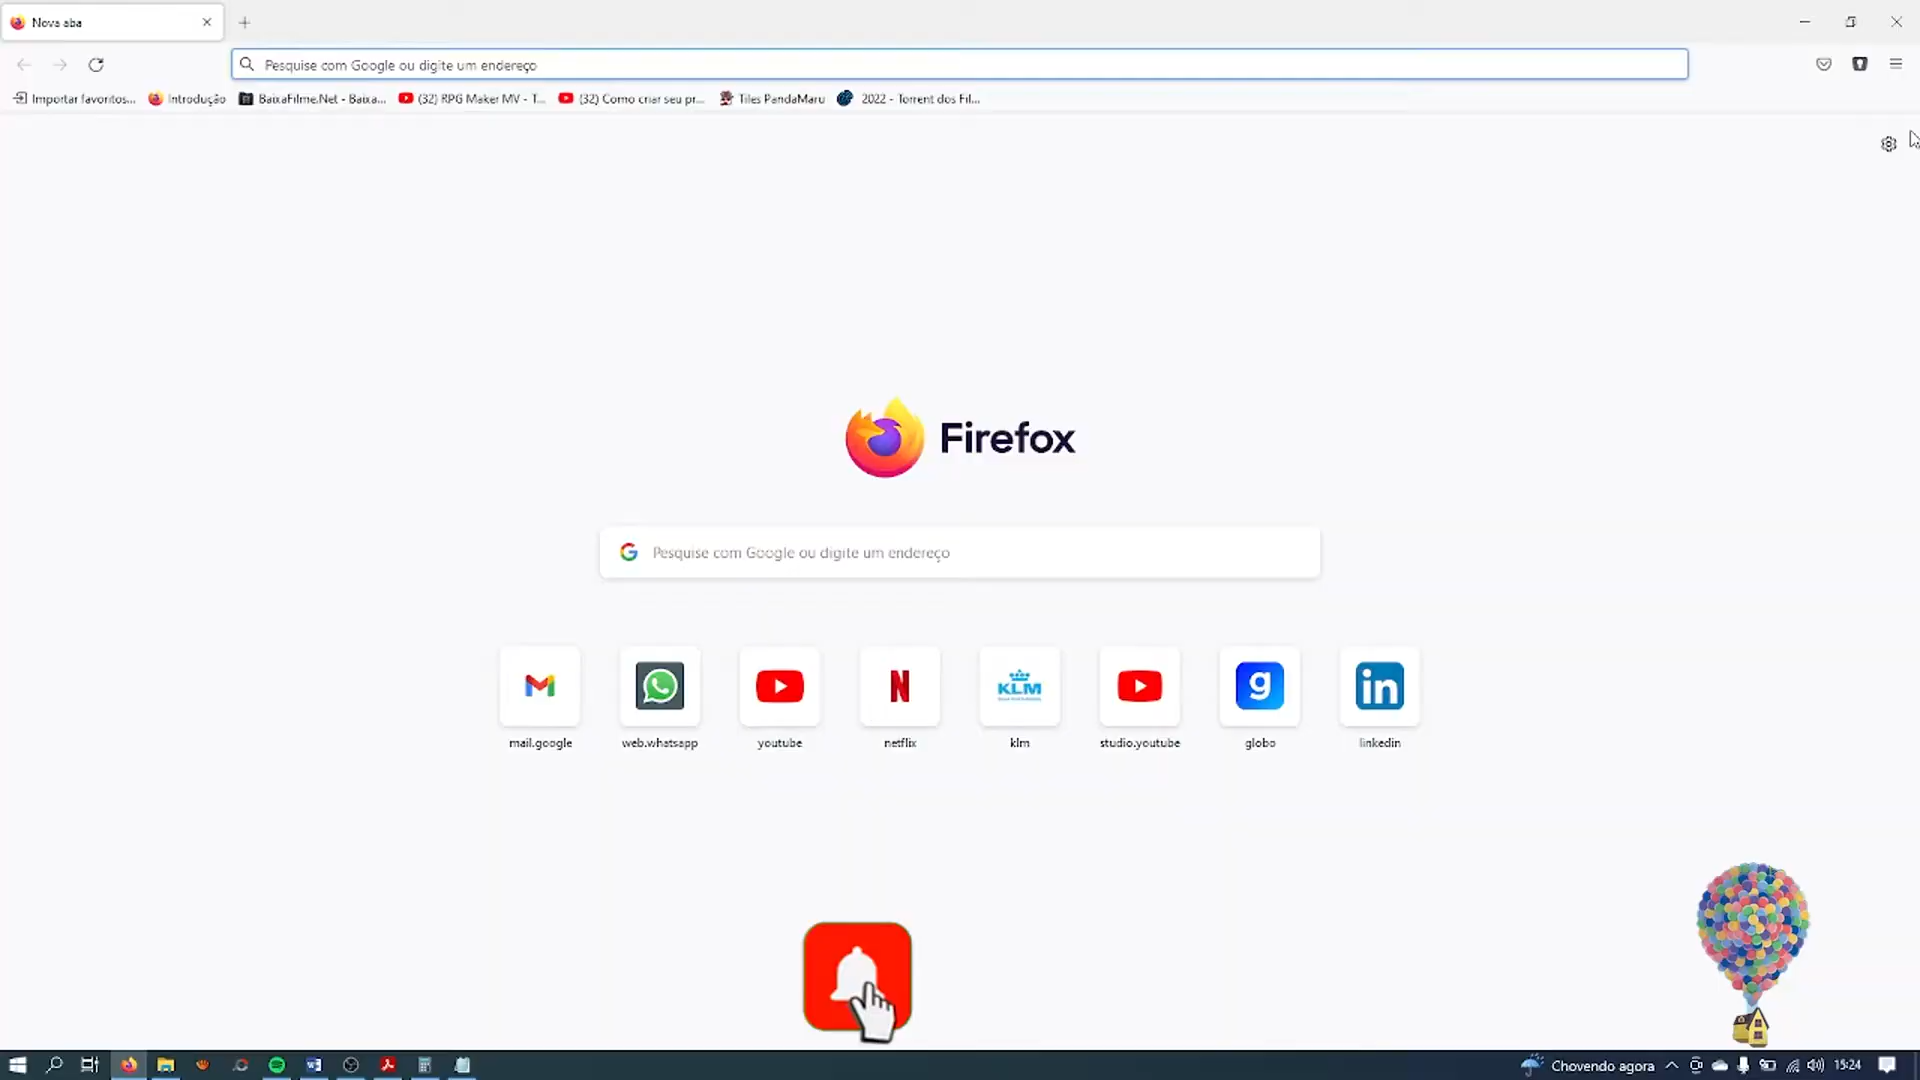 Nova aba
Pesquise com Google ou digite um endereço
Importar favoritos...
Introdução
BaixaFilme.Net - Baixa...
(32) RPG Maker MV - T...
(32) Como criar seu pr...
Tiles PandaMaru
2022 - Torrent dos Fil...
Firefox
Pesquise com Google ou digite um endereço
KLM
g
in
mail.google
web.whatsapp
youtube
netflix
klm
studio.youtube
globo
linkedin
Chovendo agora
15:24